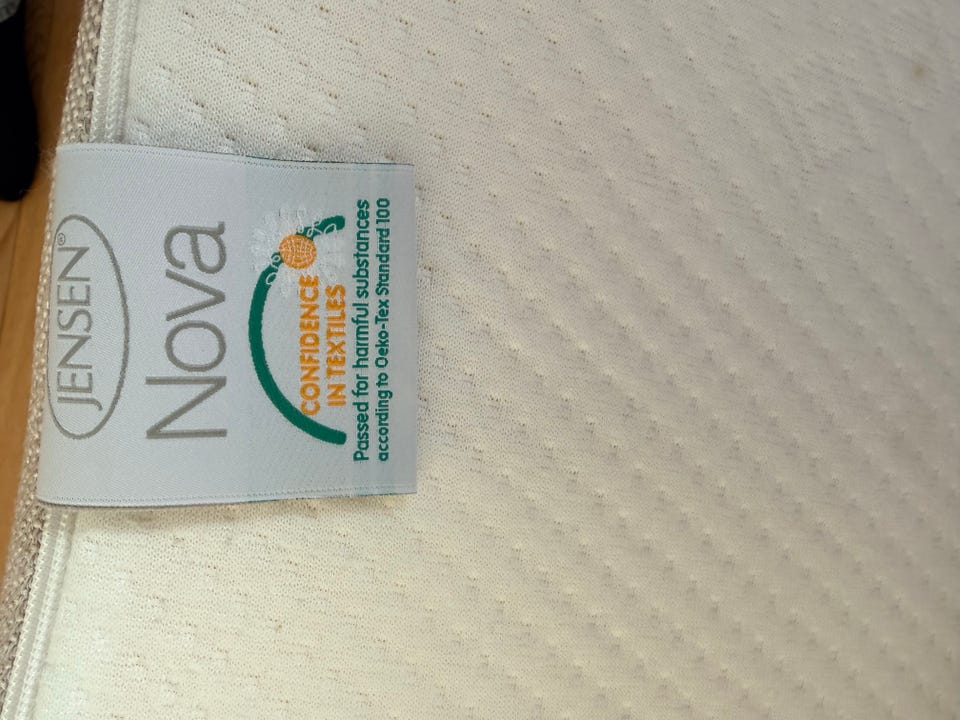 JENSEN®
Nova
CONFIDENCE
IN TEXTILES
Passed for harmful substances
according to Oeko-Tex Standard 100